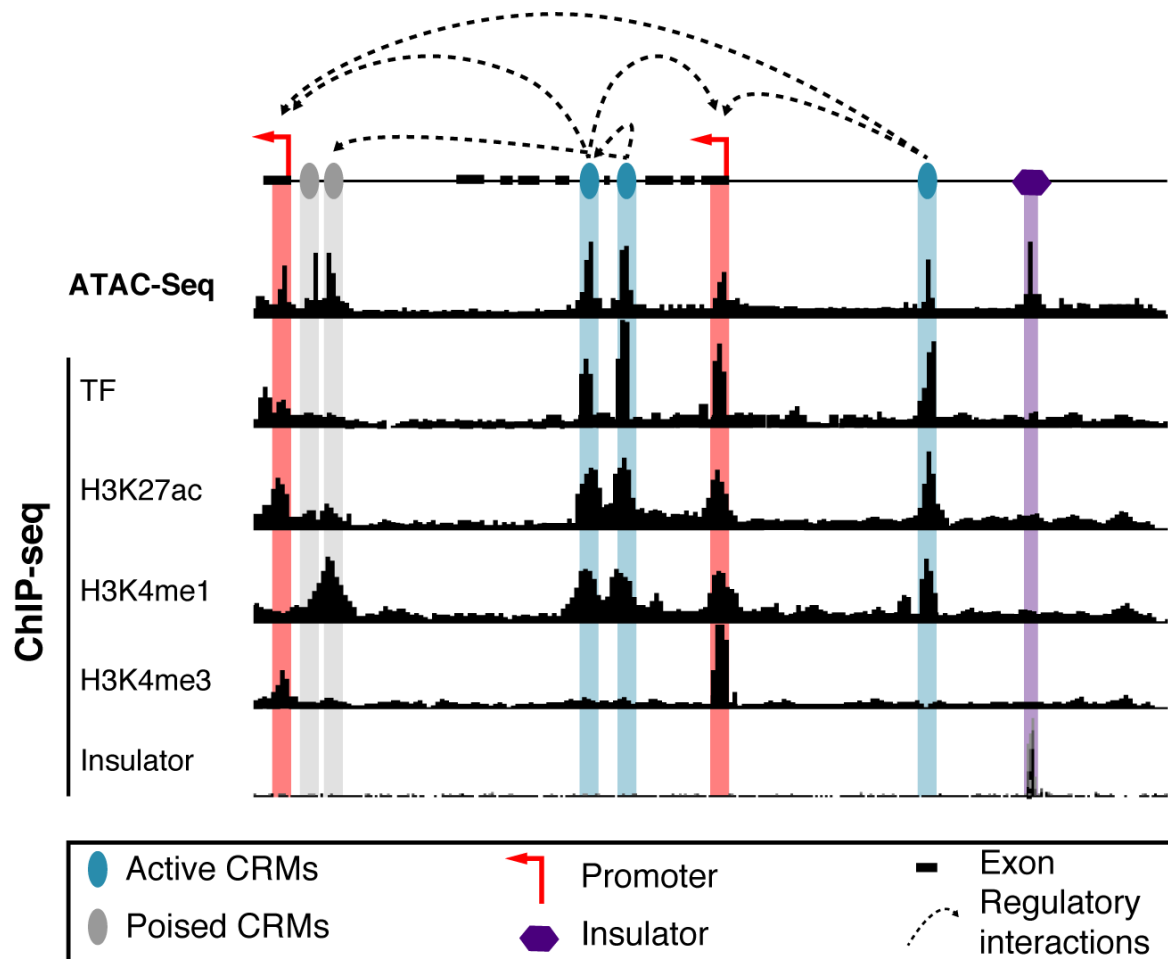 ATAC-Seq
ChIP-seq
TF
H3K27ac
H3K4me1
H3K4me3
Insulator
Active CRMs
Poised CRMs
Promoter
Insulator
Exon
Regulatory
interactions